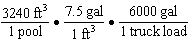 3240 ft³/1 pool • 7.5 gal/1 ft³ • 6000 gal/1 truck load